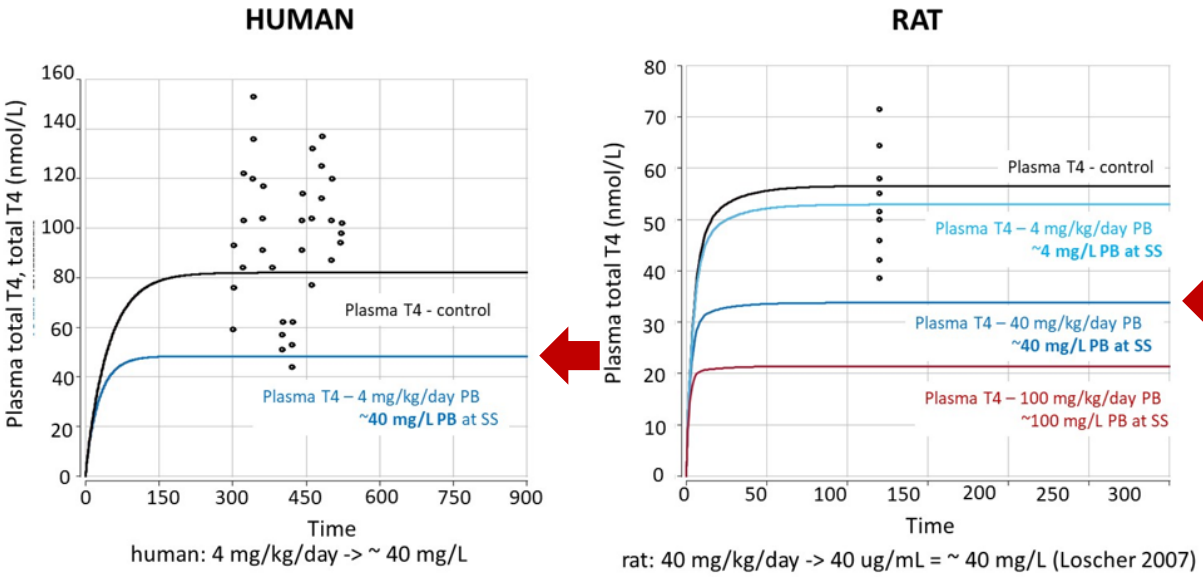 HUMAN
Plasma total T4, total T4 (nmol/L)
160
140
120
100
80
60
40
20
0
Plasma T4 - control
Plasma T4 – 4 mg/kg/day PB
~40 mg/L PB at SS
0 150 300 450 600 750 900
Time
human: 4 mg/kg/day -> ~ 40 mg/L
RAT
Plasma total T4 (nmol/L)
80
70
60
50
40
30
20
10
0
Plasma T4 - control
Plasma T4 – 4 mg/kg/day PB
~4 mg/L PB at SS
Plasma T4 – 40 mg/kg/day PB
~40 mg/L PB at SS
Plasma T4 – 100 mg/kg/day PB
~100 mg/L PB at SS
0 50 100 150 200 250 300
Time
rat: 40 mg/kg/day -> 40 ug/mL = ~ 40 mg/L (Loscher 2007)